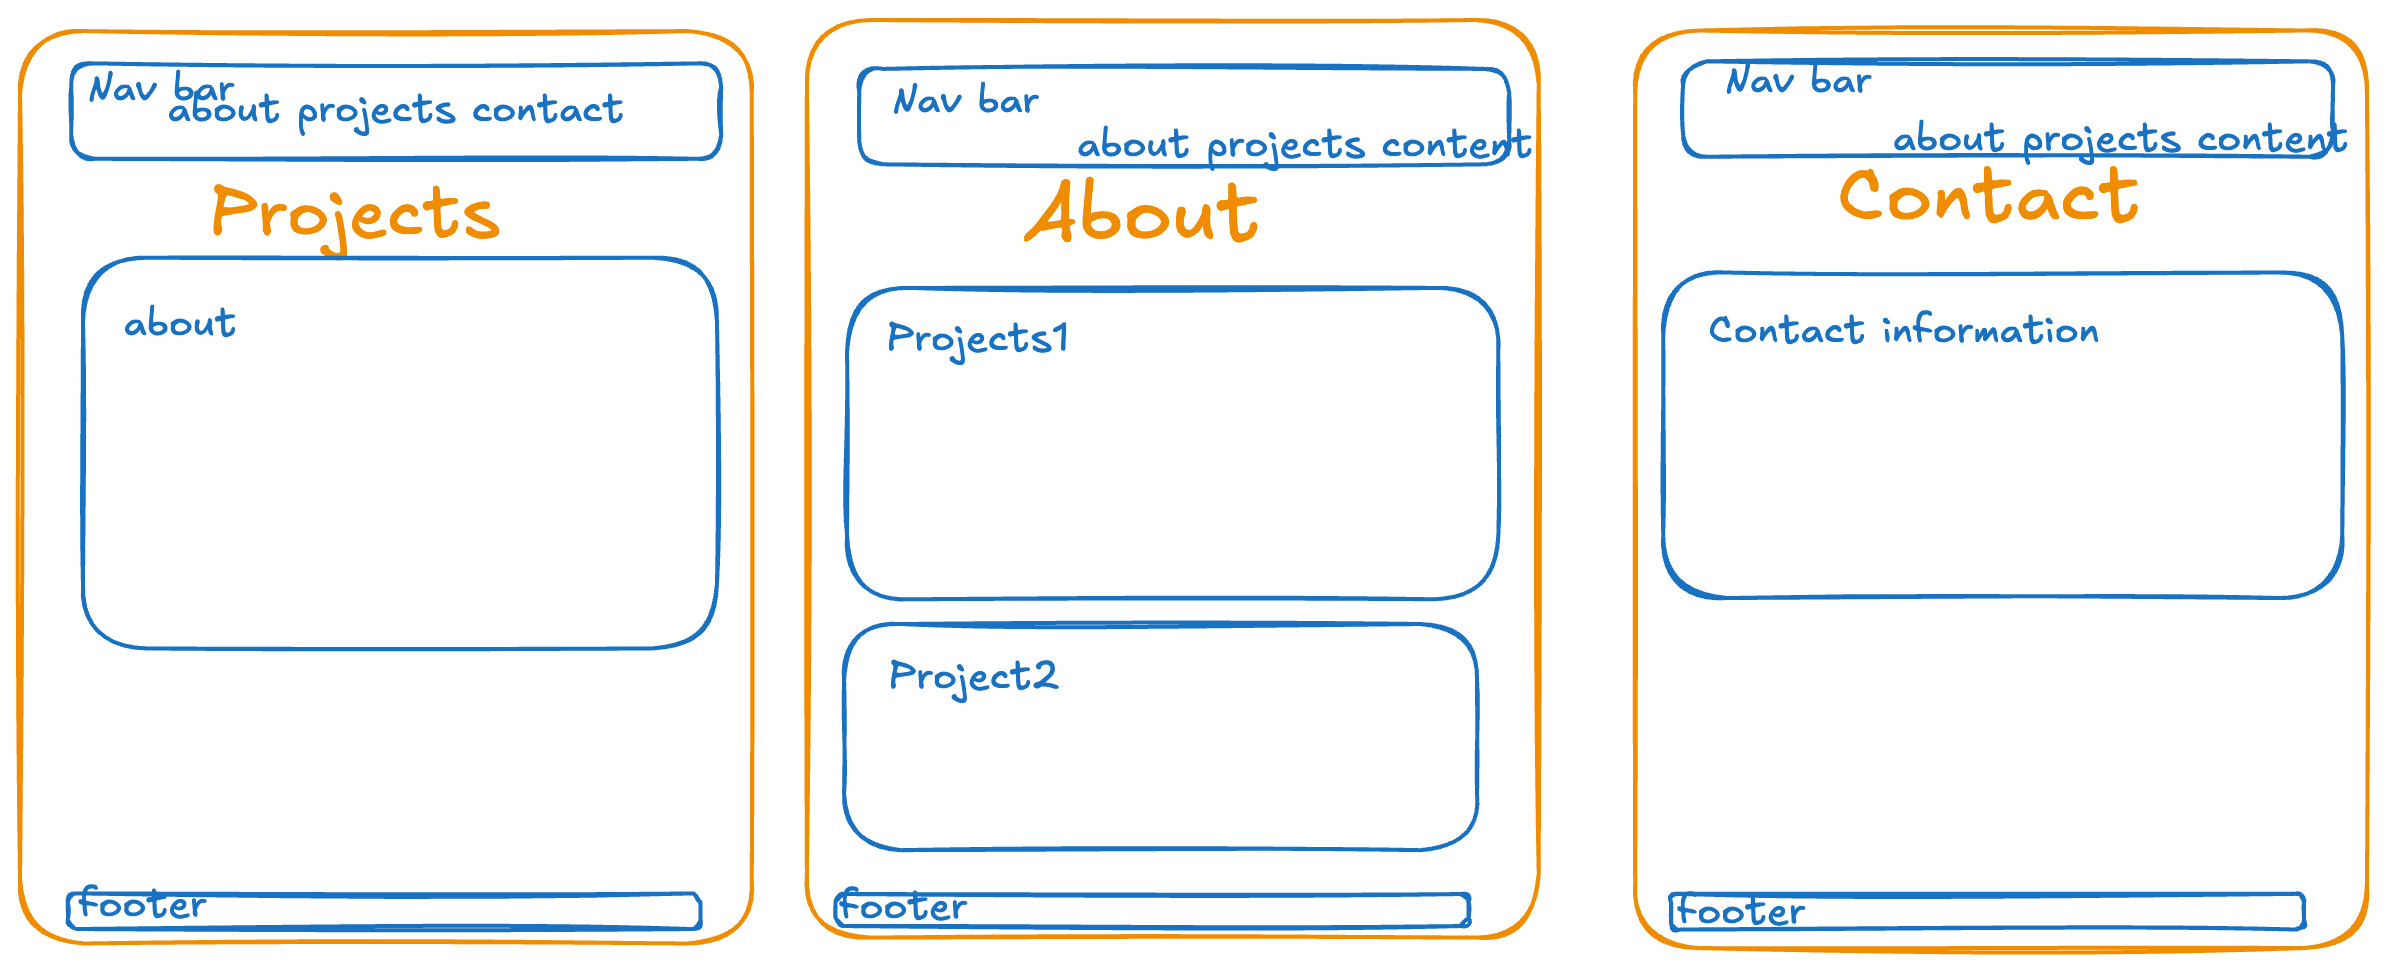 Nav bar
about projects contact
Projects
about
footer
Nav bar
about projects content
About
Projects1
Project2
footer
Nav bar
about projects content
Contact
Contact information
footer